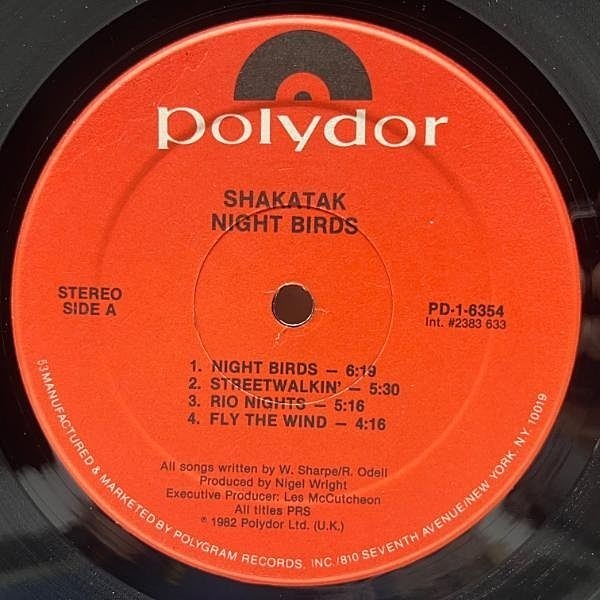 polydor
SHAKATAK
NIGHT BIRDS
STEREO
SIDE A
PD-1-6354
Int. #2383 633
1. NIGHT BIRDS — 6:19
2. STREETWALKIN' — 5:30
3. RIO NIGHTS — 5:16
4. FLY THE WIND — 4:16
All songs written by W. Sharpe/R. Odell
Produced by Nigel Wright
Executive Producer: Les McCutcheon
All titles PRS
℗ 1982 Polydor Ltd. (U.K.)
53 MANUFACTURED & MARKETED BY POLYGRAM RECORDS, INC./810 SEVENTH AVENUE/NEW YORK, NY. 10019